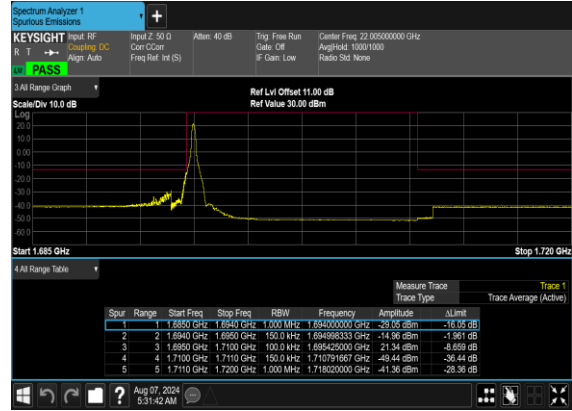 Spectrum Analyzer 1
Spurious Emissions
KEYSIGHT Input: RF Input Z: 50 Ω Atten: 40 dB Trig: Free Run Center Freq: 22.005000000 GHz
R T Coupling: DC Corr CCorr Gate: Off Avg|Hold: 1000/1000
Align: Auto Freq Ref: Int (S) IF Gain: Low Radio Std: None
PASS
3 All Range Graph
Ref Lvl Offset 11.00 dB
Scale/Div 10.0 dB Ref Value 30.00 dBm
Log
20.0
10.0
0.00
-10.0
-20.0
-30.0
-40.0
-50.0
-60.0
Start 1.685 GHz Stop 1.720 GHz
4 All Range Table
Measure Trace Trace 1
Trace Type Trace Average (Active)
Spur Range Start Freq Stop Freq RBW Frequency Amplitude ΔLimit
1 1 1.6850 GHz 1.6940 GHz 1.000 MHz 1.694000000 GHz -29.05 dBm -16.05 dB
2 2 1.6940 GHz 1.6950 GHz 150.0 kHz 1.694998333 GHz -14.96 dBm -1.961 dB
3 3 1.6950 GHz 1.7100 GHz 100.0 kHz 1.695425000 GHz 21.34 dBm -8.659 dB
4 4 1.7100 GHz 1.7110 GHz 150.0 kHz 1.710791667 GHz -49.44 dBm -36.44 dB
5 5 1.7110 GHz 1.7200 GHz 1.000 MHz 1.718020000 GHz -41.36 dBm -28.36 dB
Aug 07, 2024
5:31:42 AM